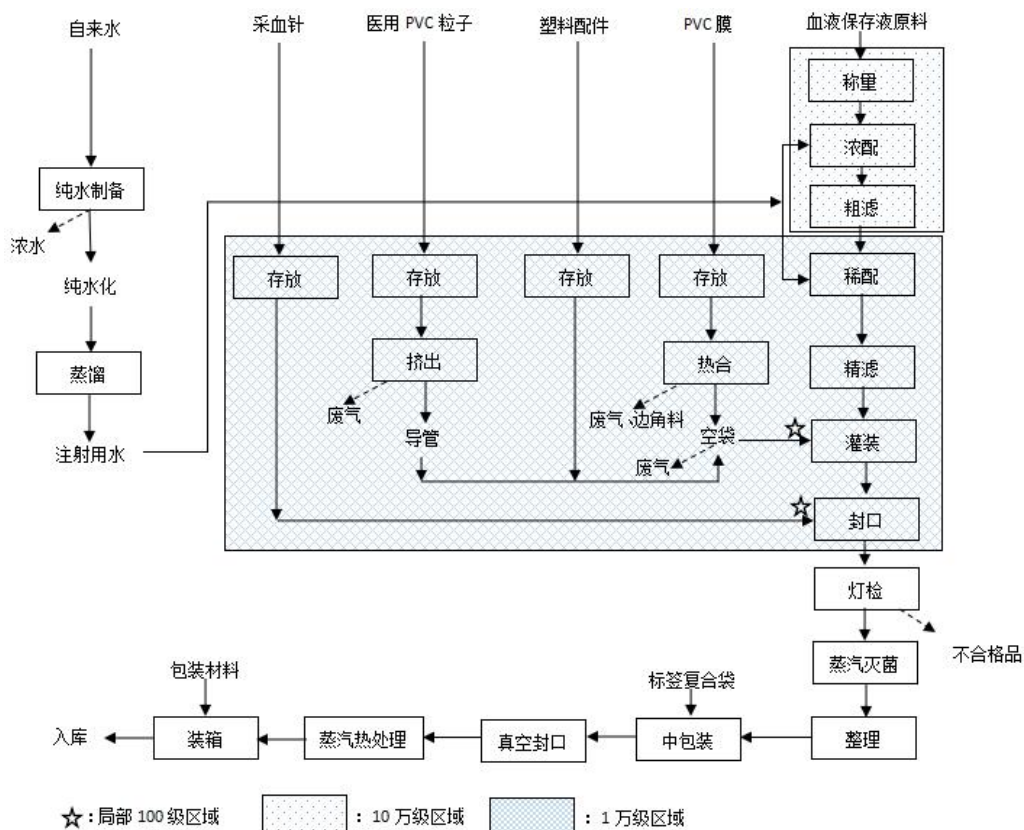 自来水
采血针
医用 PVC 粒子
塑料配件
PVC 膜
血液保存液原料
称量
浓配
粗滤
纯水制备
浓水
纯水化
蒸馏
注射用水
存放
存放
存放
存放
稀配
挤出
热合
精滤
废气
导管
废气、边角料
空袋
废气
灌装
封口
灯检
不合格品
蒸汽灭菌
包装材料
标签复合袋
入库
装箱
蒸汽热处理
真空封口
中包装
整理
☆：局部 100 级区域
：10 万级区域
：1 万级区域